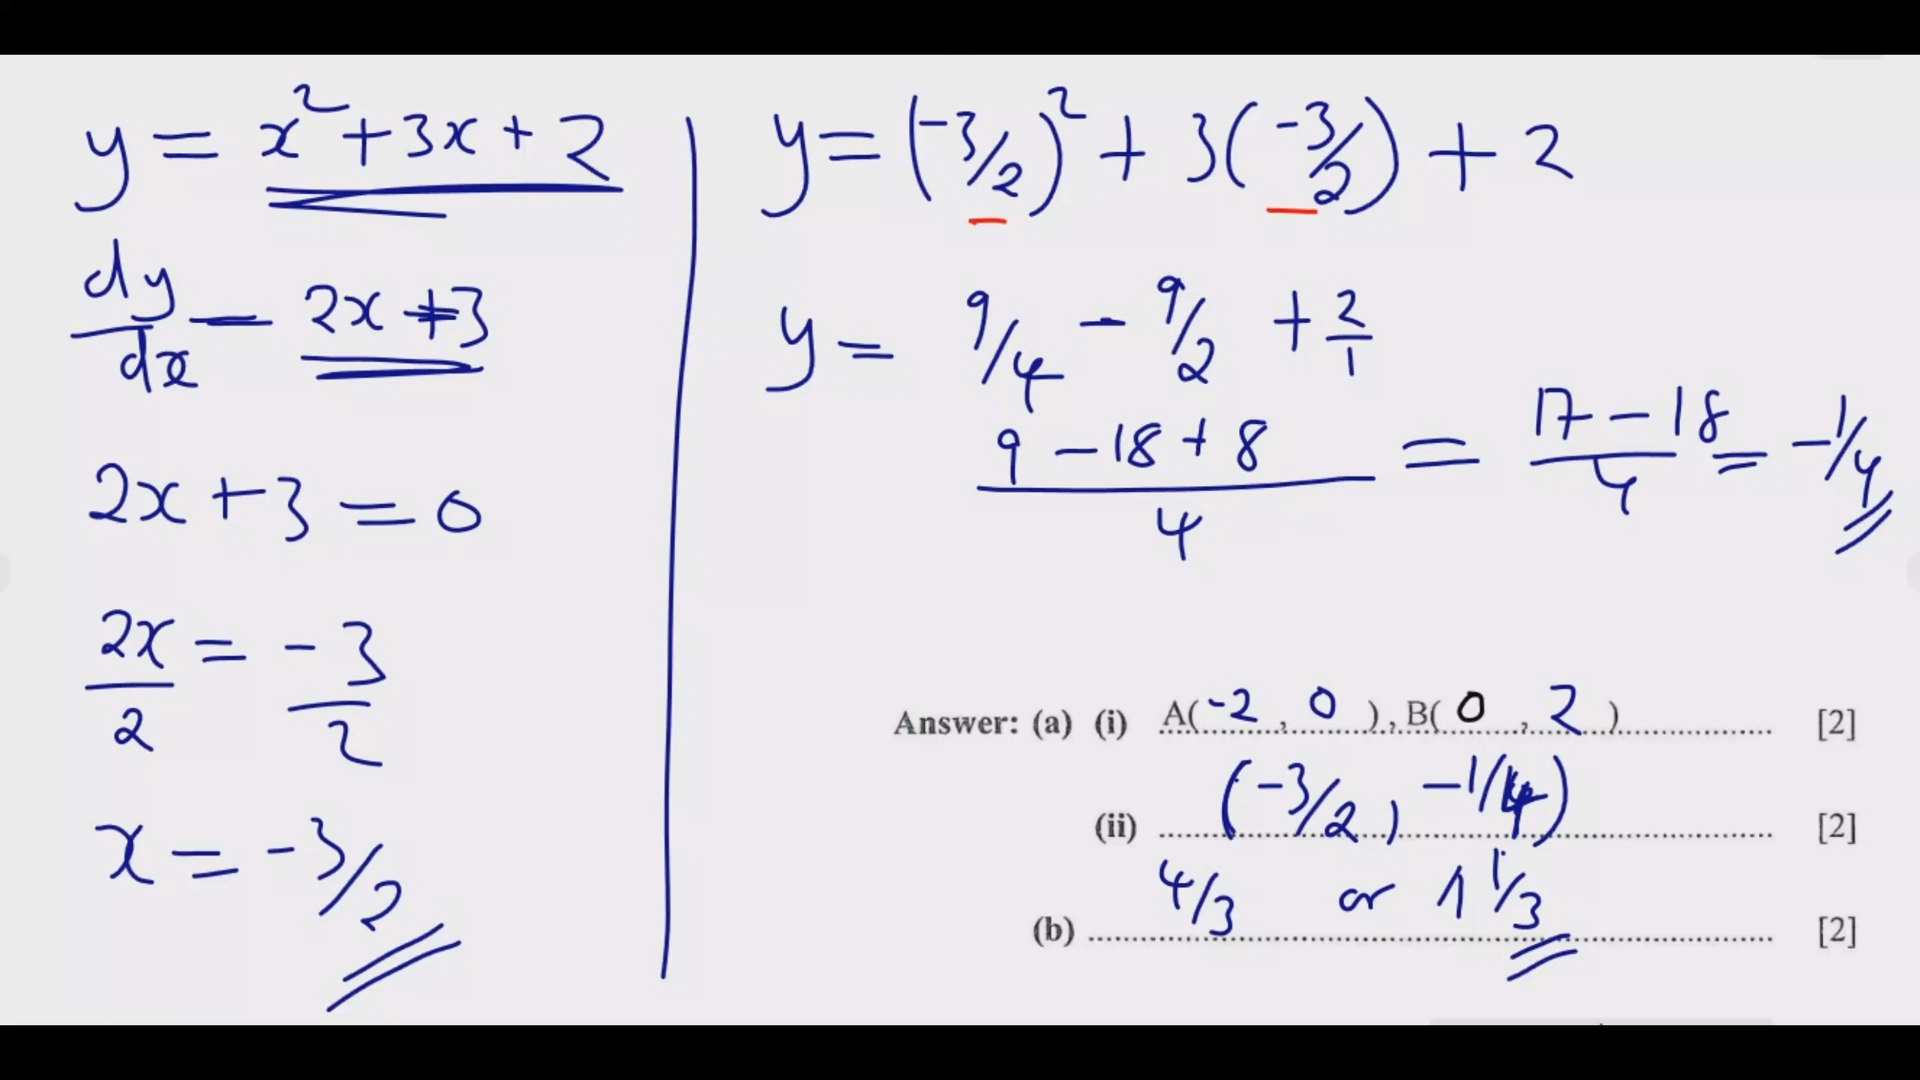 y = x² + 3x + 2
dy/dx = 2x + 3
2x + 3 = 0
2x/2 = -3/2
x = -3/2
y = (-3/2)² + 3(-3/2) + 2
y = 9/4 - 9/2 + 2/1
9 - 18 + 8 / 4 = 17 - 18 / 4 = -1/4
Answer: (a) (i) A(-2, 0), B(0, 2) [2]
(ii) (-3/2, -1/4) [2]
(b) 4/3 or 1 1/3 [2]